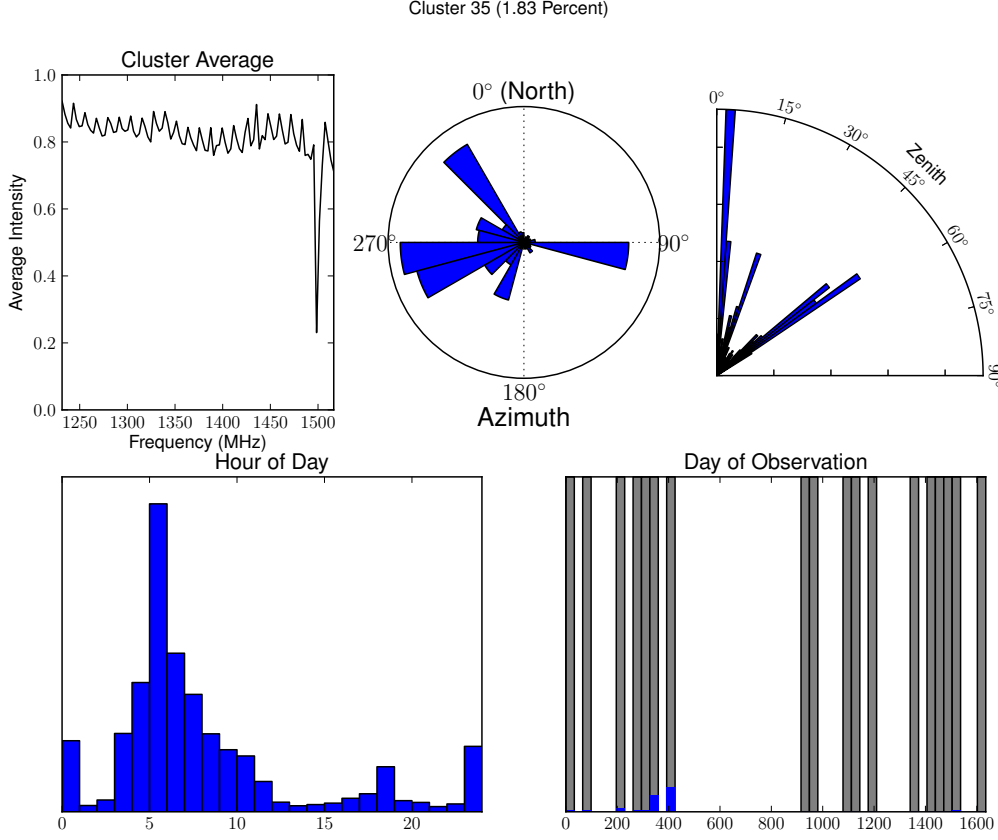 Cluster 35 (1.83 Percent)
Cluster Average
Average Intensity
1.0
0.8
0.6
0.4
0.2
0.0
1250 1300 1350 1400 1450 1500
Frequency (MHz)
0° (North)
270°
90°
180°
Azimuth
0°
15°
30°
45°
60°
75°
90°
Zenith
Hour of Day
0 5 10 15 20
Day of Observation
0 200 400 600 800 1000 1200 1400 1600